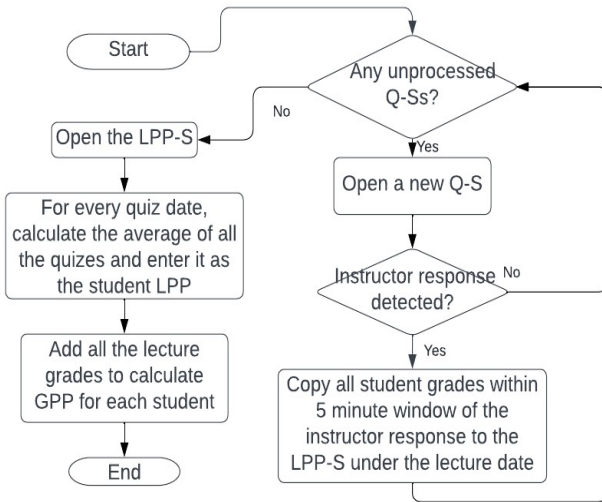 Start
Any unprocessed
Q-Ss?
No
Yes
Open the LPP-S
Open a new Q-S
For every quiz date,
calculate the average of all
the quizes and enter it as
the student LPP
Instructor response
detected?
No
Yes
Add all the lecture
grades to calculate
GPP for each student
Copy all student grades within
5 minute window of the
instructor response to the
LPP-S under the lecture date
End